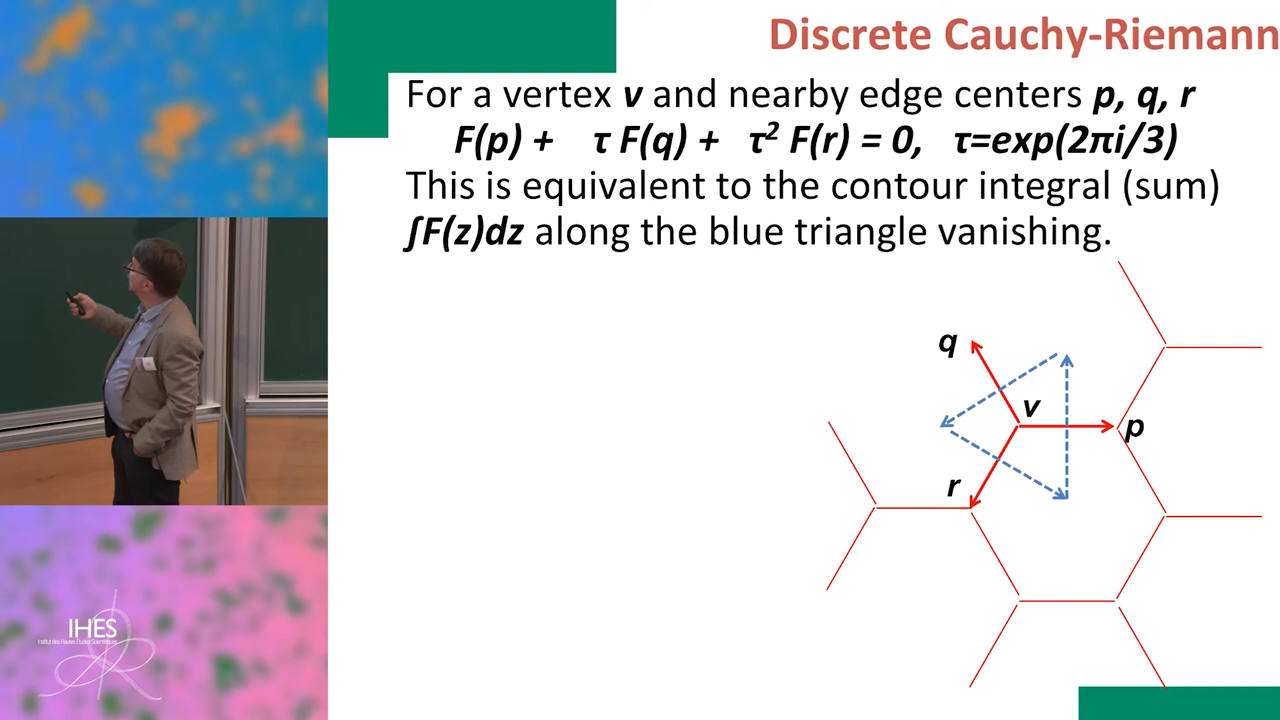 Discrete Cauchy-Riemann
For a vertex v and nearby edge centers p, q, r
F(p) + τ F(q) + τ² F(r) = 0, τ=exp(2πi/3)
This is equivalent to the contour integral (sum)
∫F(z)dz along the blue triangle vanishing.
q
v
p
r
IHES
Institut des Hautes Études Scientifiques